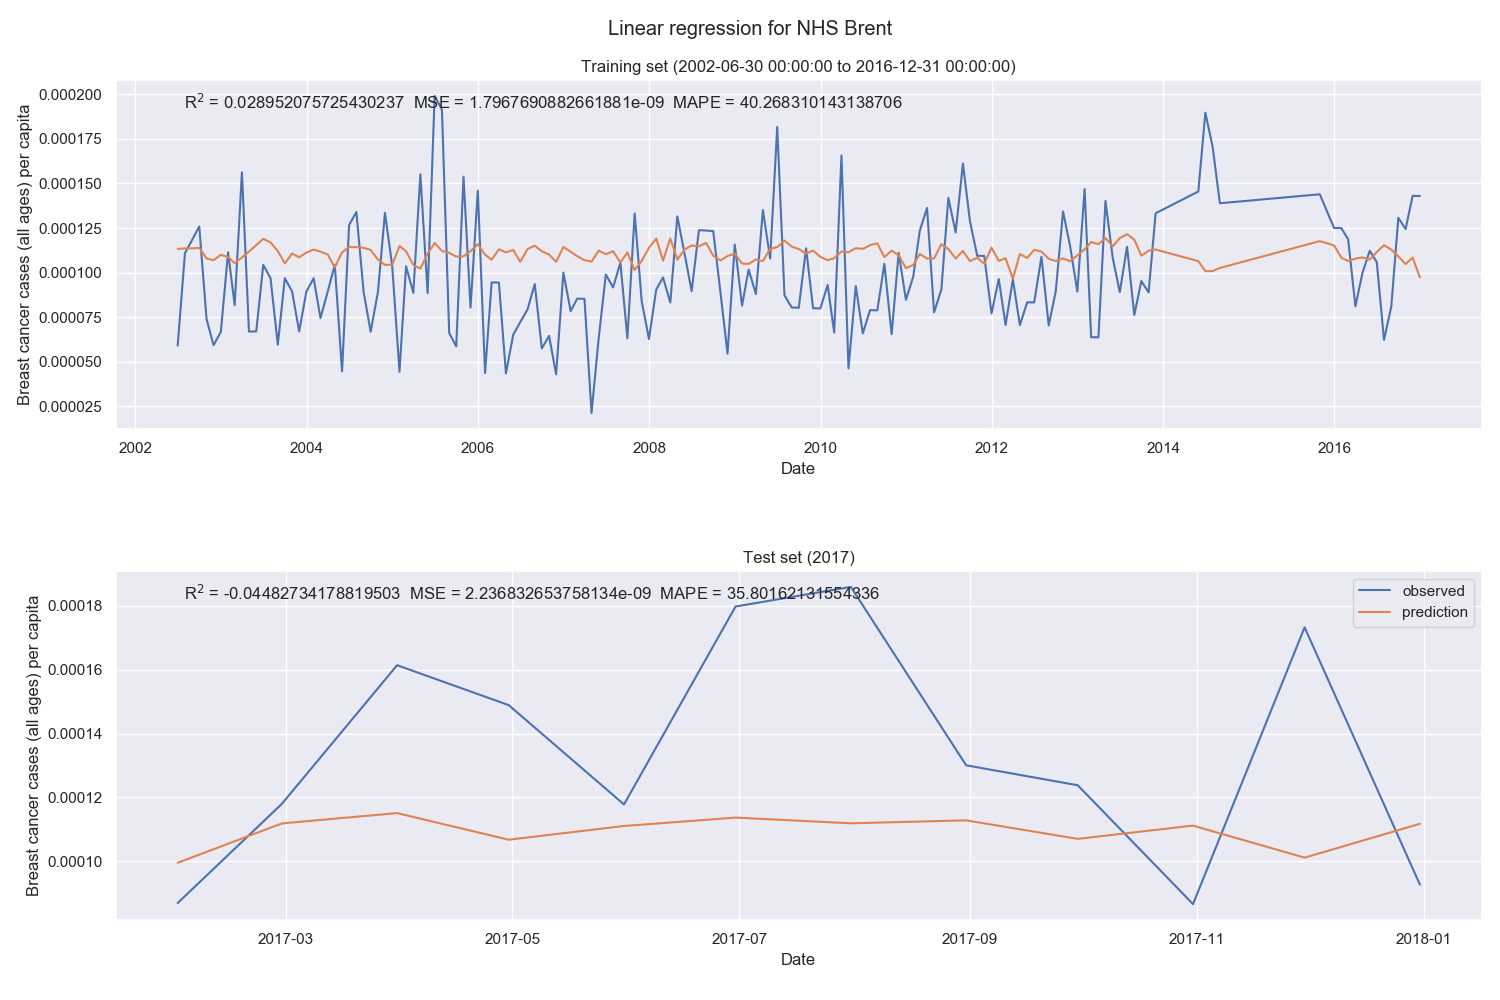 Linear regression for NHS Brent
Training set (2002-06-30 00:00:00 to 2016-12-31 00:00:00)
R² = 0.028952075725430237 MSE = 1.7967690882661881e-09 MAPE = 40.268310143138706
Breast cancer cases (all ages) per capita
0.000200
0.000175
0.000150
0.000125
0.000100
0.000075
0.000050
0.000025
2002 2004 2006 2008 2010 2012 2014 2016
Date
Test set (2017)
R² = -0.04482734178819503 MSE = 2.236832653758134e-09 MAPE = 35.80162131554336
observed
prediction
Breast cancer cases (all ages) per capita
0.00018
0.00016
0.00014
0.00012
0.00010
2017-03 2017-05 2017-07 2017-09 2017-11 2018-01
Date